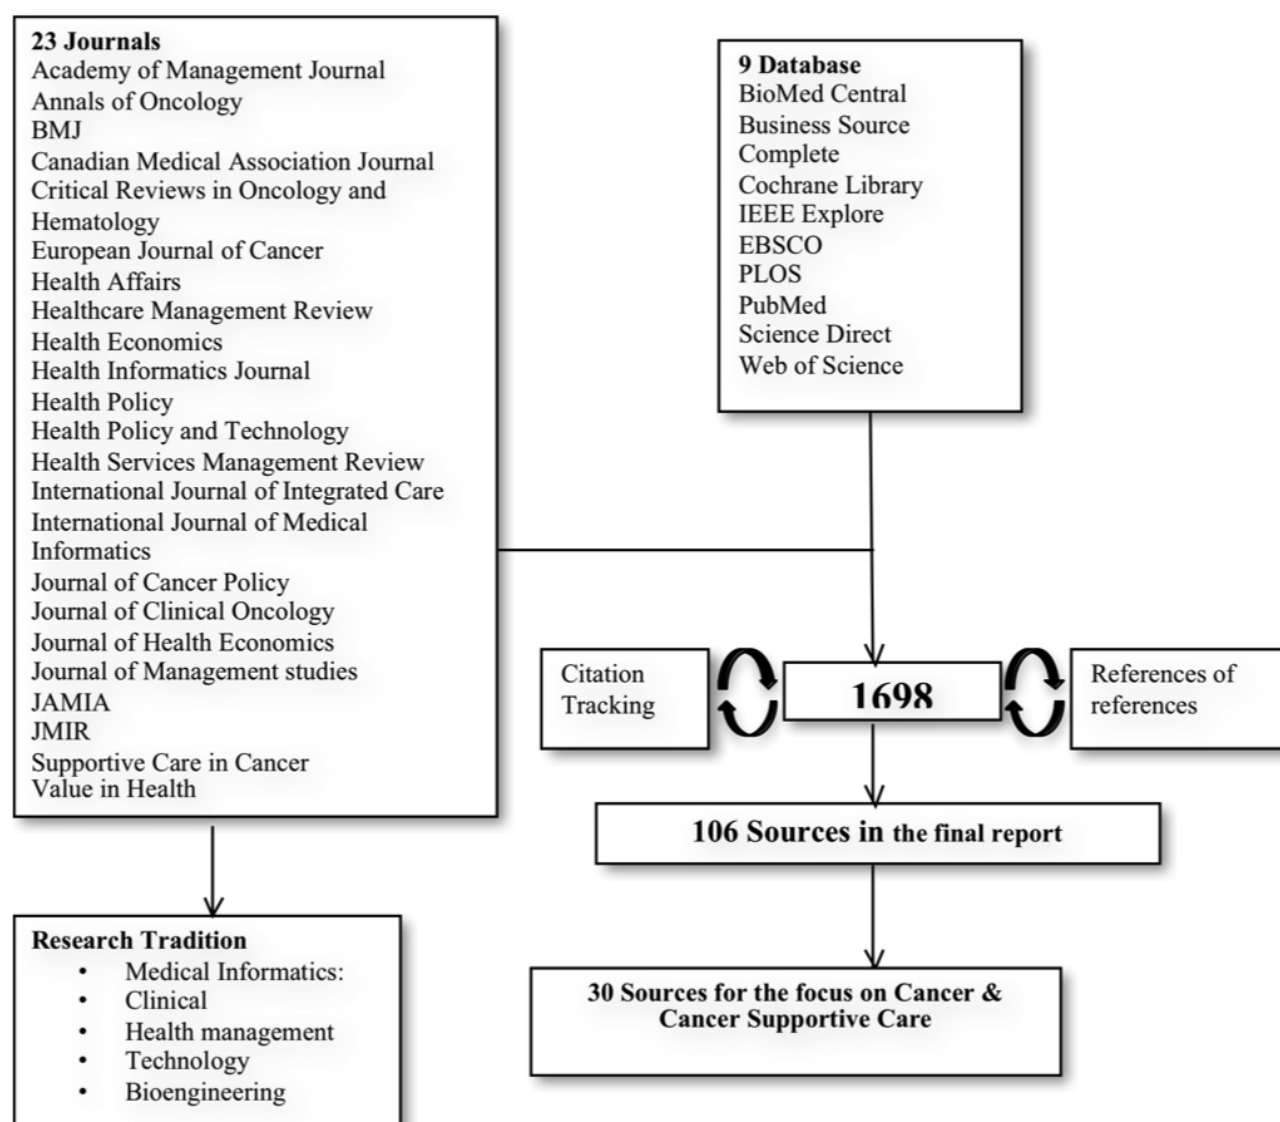 23 Journals
Academy of Management Journal
Annals of Oncology
BMJ
Canadian Medical Association Journal
Critical Reviews in Oncology and
Hematology
European Journal of Cancer
Health Affairs
Healthcare Management Review
Health Economics
Health Informatics Journal
Health Policy
Health Policy and Technology
Health Services Management Review
International Journal of Integrated Care
International Journal of Medical
Informatics
Journal of Cancer Policy
Journal of Clinical Oncology
Journal of Health Economics
Journal of Management studies
JAMIA
JMIR
Supportive Care in Cancer
Value in Health
9 Database
BioMed Central
Business Source
Complete
Cochrane Library
IEEE Explore
EBSCO
PLOS
PubMed
Science Direct
Web of Science
Citation
Tracking
1698
References of
references
106 Sources in the final report
30 Sources for the focus on Cancer &
Cancer Supportive Care
Research Tradition
• Medical Informatics:
• Clinical
• Health management
• Technology
• Bioengineering